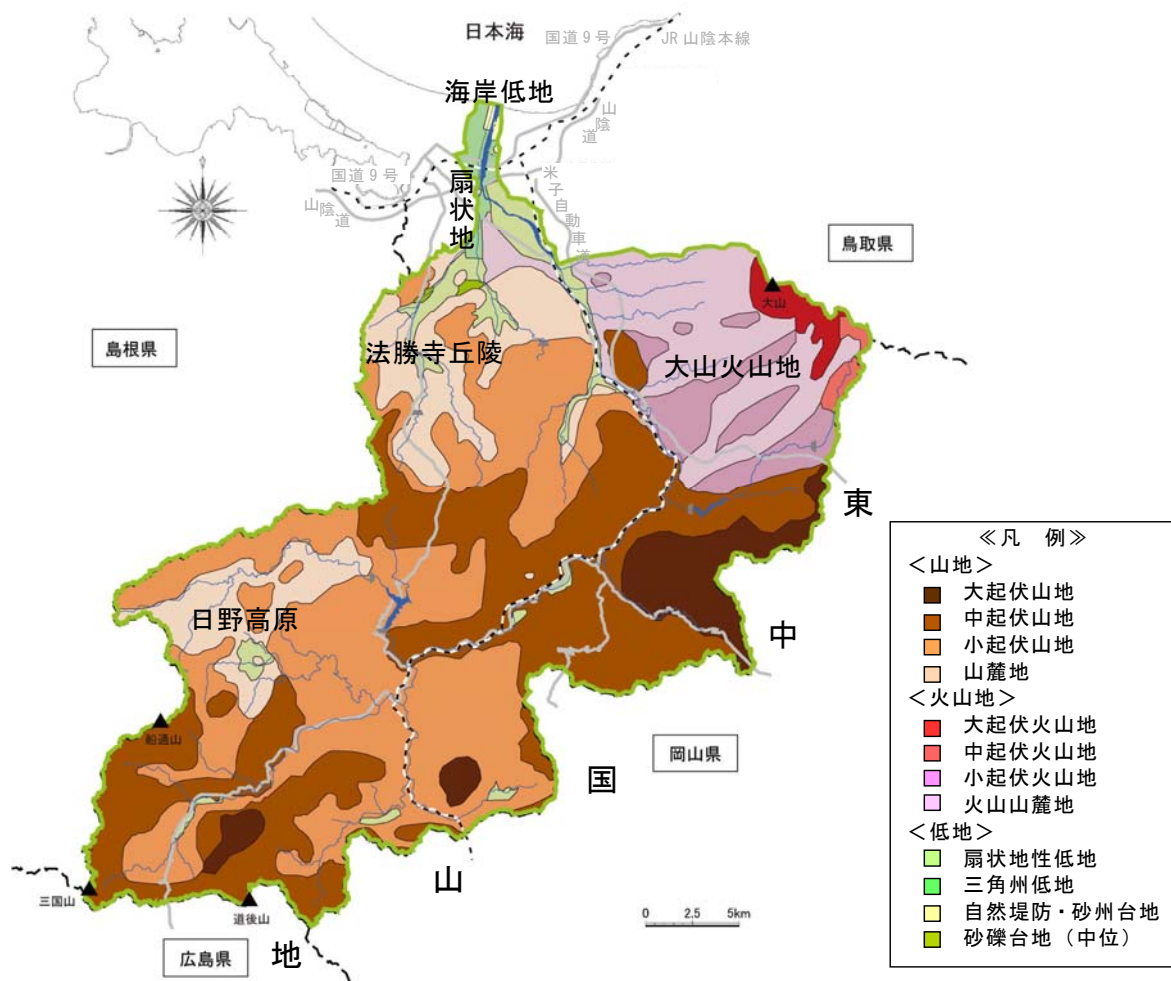 日本海
国道9号
JR山陰本線
海岸低地
山陰道
国道9号
山陰道
扇状地
米子自動車道
鳥取県
大山
島根県
法勝寺丘陵
大山火山地
東
中
国
山
地
日野高原
船通山
岡山県
三国山
道後山
広島県
0 2.5 5km
≪凡 例≫
＜山地＞
大起伏山地
中起伏山地
小起伏山地
山麓地
＜火山地＞
大起伏火山地
中起伏火山地
小起伏火山地
火山山麓地
＜低地＞
扇状地性低地
三角州低地
自然堤防・砂州台地
砂礫台地（中位）